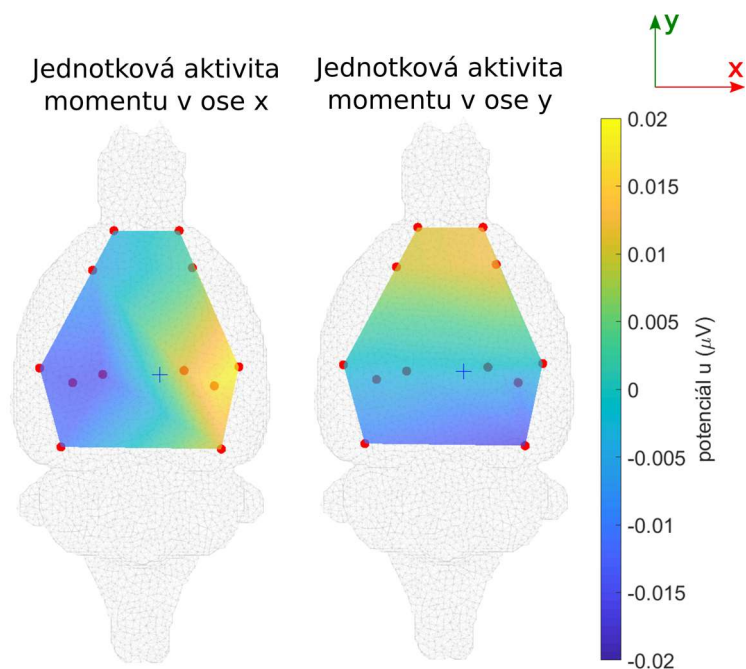 Jednotková aktivita
momentu v ose x
Jednotková aktivita
momentu v ose y
y
x
0.02
0.015
0.01
0.005
0
-0.005
-0.01
-0.015
-0.02
potenciál u (μV)